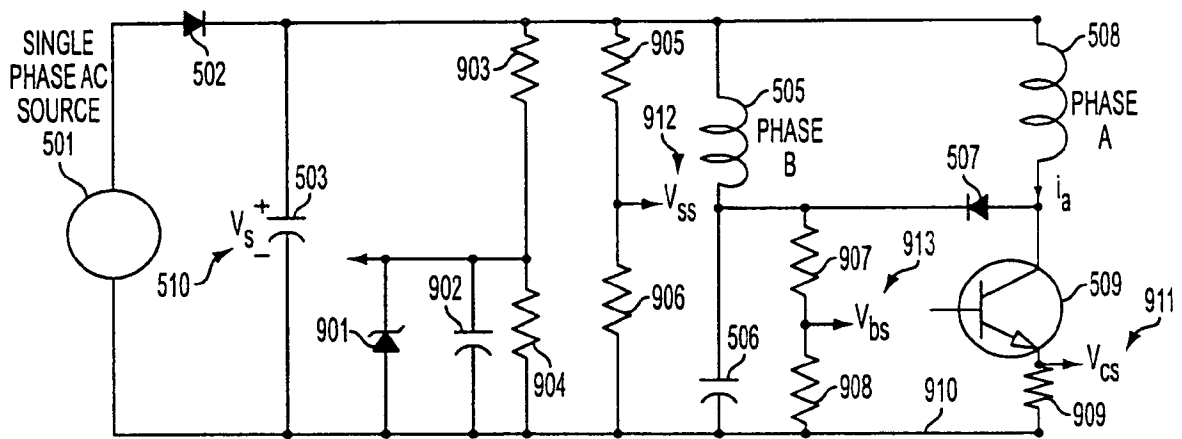 SINGLE
PHASE AC
SOURCE
501
502
503
+
Vs
−
510
903
905
912
Vss
505
PHASE
B
508
PHASE
A
507
ia
901
902
904
906
907
913
Vbs
506
908
509
911
Vcs
910
909